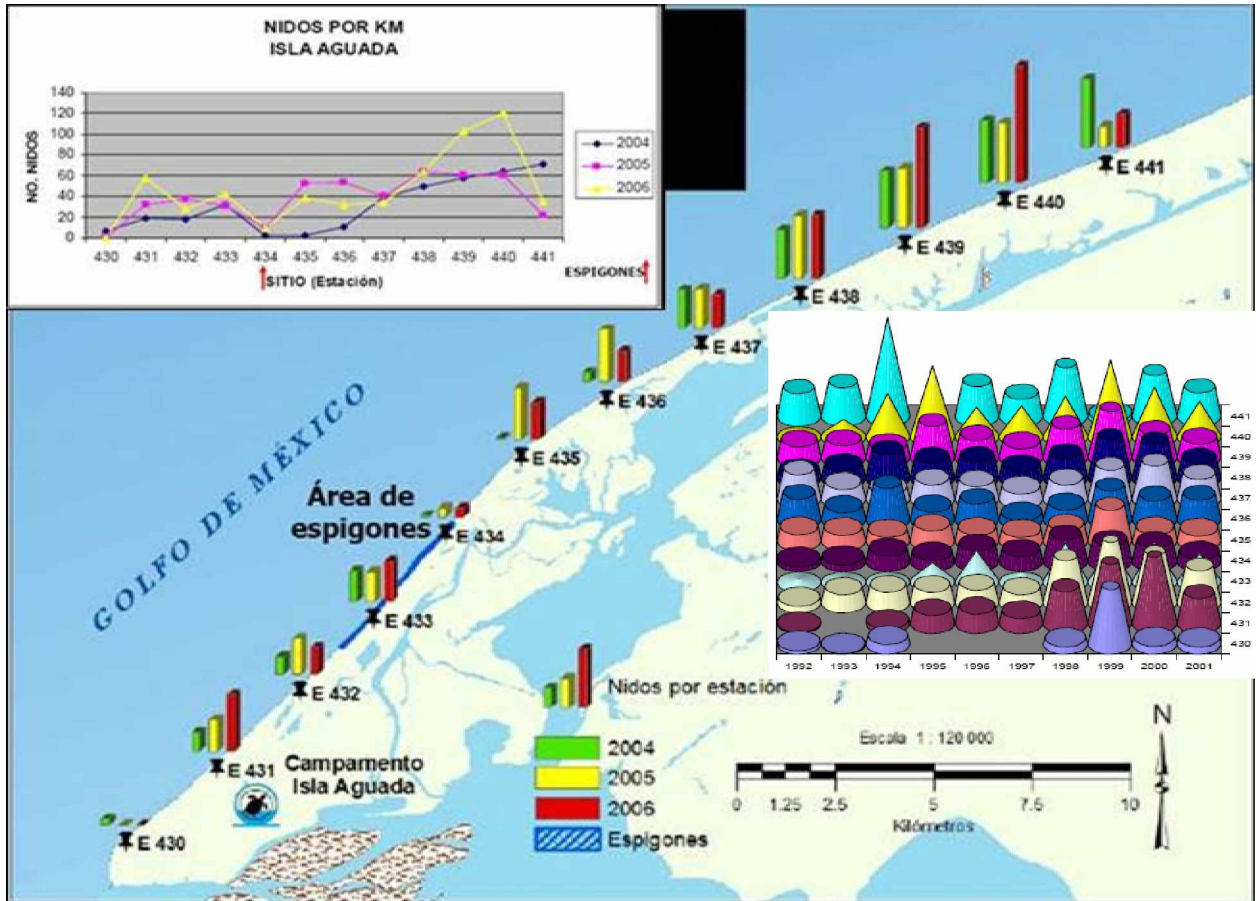 NIDOS POR KM
ISLA AGUADA
NO. NIDOS
140
120
100
80
60
40
20
0
430 431 432 433 434 435 436 437 438 439 440 441
SITIO (Estación)
ESPIGONES
2004
2005
2006
E 441
E 440
E 439
E 438
E 437
E 436
E 435
E 434
E 433
E 432
E 431
E 430
GOLFO DE MÉXICO
Área de
espigones
Campamento
Isla Aguada
Nidos por estación
2004
2005
2006
Espigones
441
440
439
438
437
436
435
434
433
432
431
430
1992 1993 1994 1995 1996 1997 1998 1999 2000 2001
Escala 1 : 120 000
0 1.25 2.5 5 7.5 10
Kilómetros
N